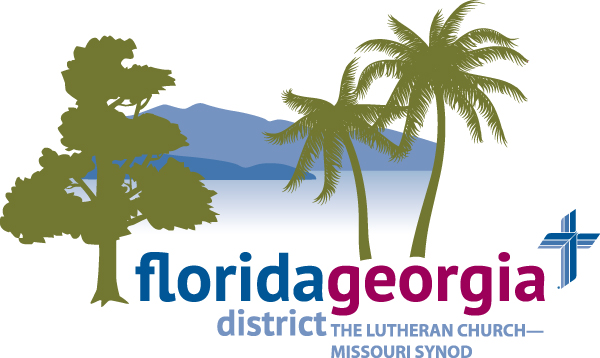 floridageorgia
district THE LUTHERAN CHURCH—
MISSOURI SYNOD